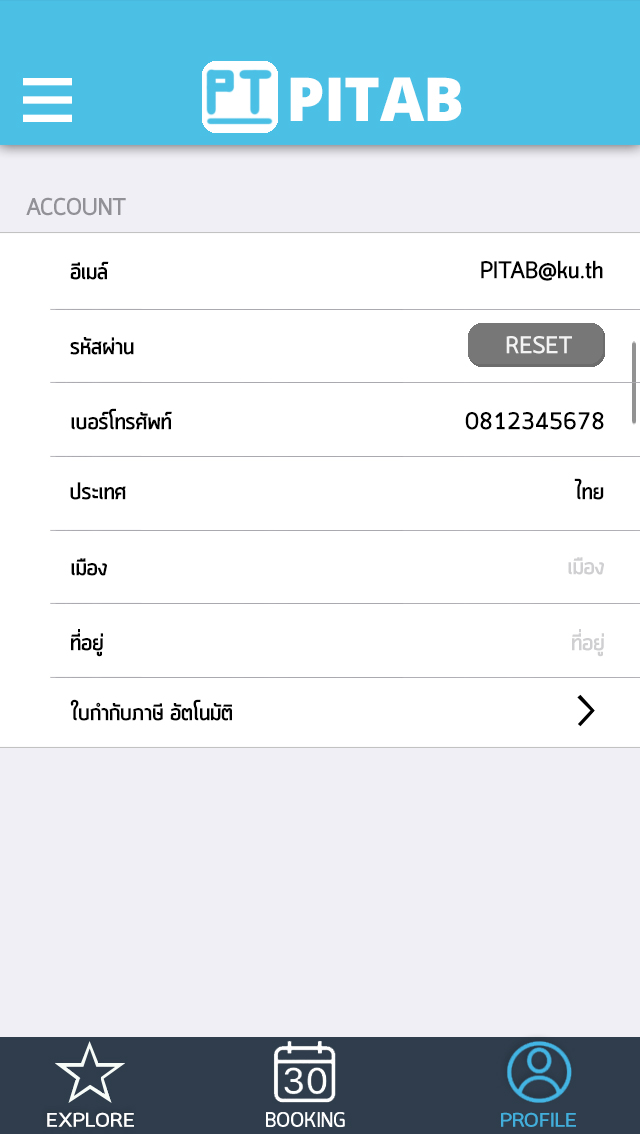 PT PITAB
ACCOUNT
อีเมล์ PITAB@ku.th
รหัสผ่าน RESET
เบอร์โทรศัพท์ 0812345678
ประเทศ ไทย
เมือง เมือง
ที่อยู่ ที่อยู่
ใบกำกับภาษี อัตโนมัติ
30
EXPLORE BOOKING PROFILE